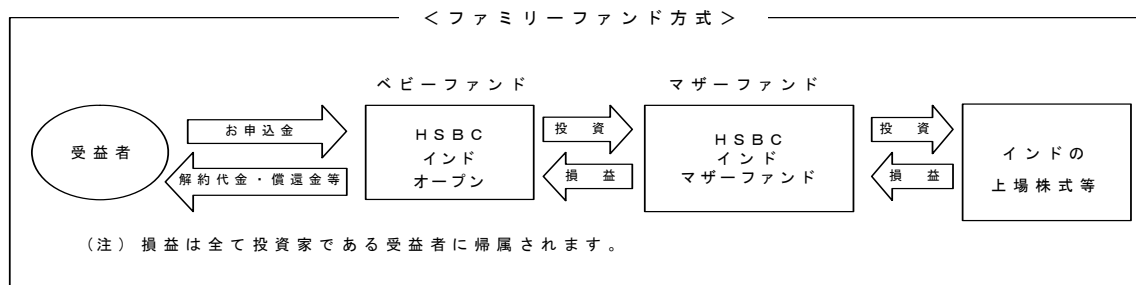 ＜ファミリーファンド方式＞
ベビーファンド
マザーファンド
受益者
お申込金
解約代金・償還金等
ＨＳＢＣ
インド
オープン
投資
損益
ＨＳＢＣ
インド
マザーファンド
投資
損益
インドの
上場株式等
（注）損益は全て投資家である受益者に帰属されます。